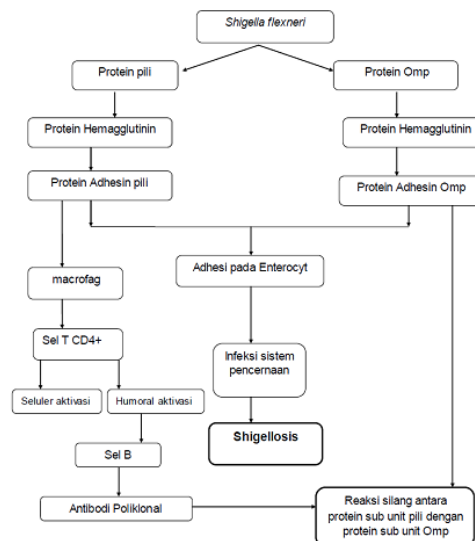 Shigella flexneri
Protein pili
Protein Omp
Protein Hemagglutinin
Protein Hemagglutinin
Protein Adhesin pili
Protein Adhesin Omp
macrofag
Adhesi pada Enterocyt
Sel T CD4+
Infeksi sistem
pencernaan
Seluler aktivasi
Humoral aktivasi
Shigellosis
Sel B
Antibodi Poliklonal
Reaksi silang antara
protein sub unit pili dengan
protein sub unit Omp